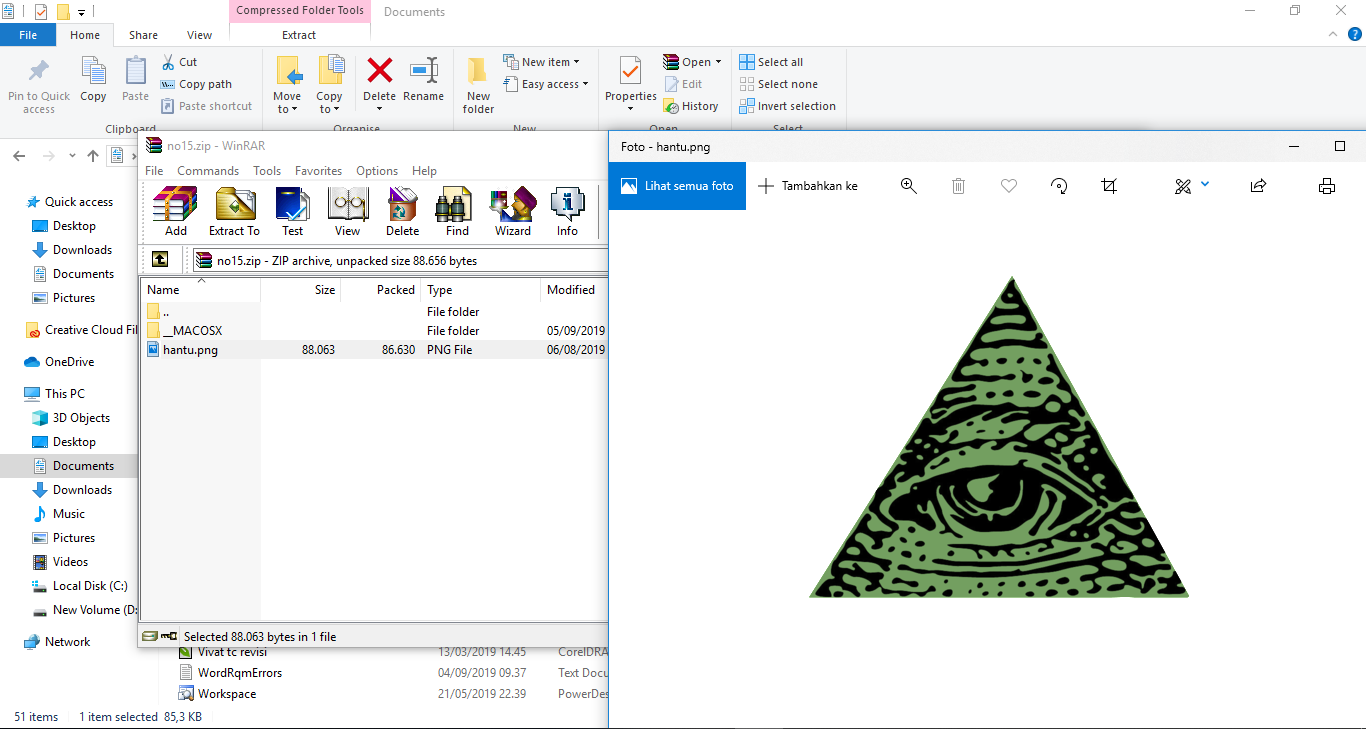 Compressed Folder Tools
Documents
File
Home
Share
View
Extract
Pin to Quick
access
Copy
Paste
Cut
Copy path
Paste shortcut
Clipboard
Move
to
Copy
to
Delete
Rename
Organise
New
folder
New item
Easy access
New
Properties
Open
Edit
History
Open
Select all
Select none
Invert selection
Select
Quick access
Desktop
Downloads
Documents
Pictures
Creative Cloud Fil
OneDrive
This PC
3D Objects
Desktop
Documents
Downloads
Music
Pictures
Videos
Local Disk (C:)
New Volume (D:
Network
no15.zip - WinRAR
File Commands Tools Favorites Options Help
Add Extract To Test View Delete Find Wizard Info
no15.zip - ZIP archive, unpacked size 88.656 bytes
Name Size Packed Type Modified
.. File folder
__MACOSX File folder 05/09/2019
hantu.png 88.063 86.630 PNG File 06/08/2019
Selected 88.063 bytes in 1 file
Vivat tc revisi 13/03/2019 14.45 CorelDRA
WordRqmErrors 04/09/2019 09.37 Text Docu
Workspace 21/05/2019 22.39 PowerDes
51 items 1 item selected 85,3 KB
Foto - hantu.png
Lihat semua foto
Tambahkan ke